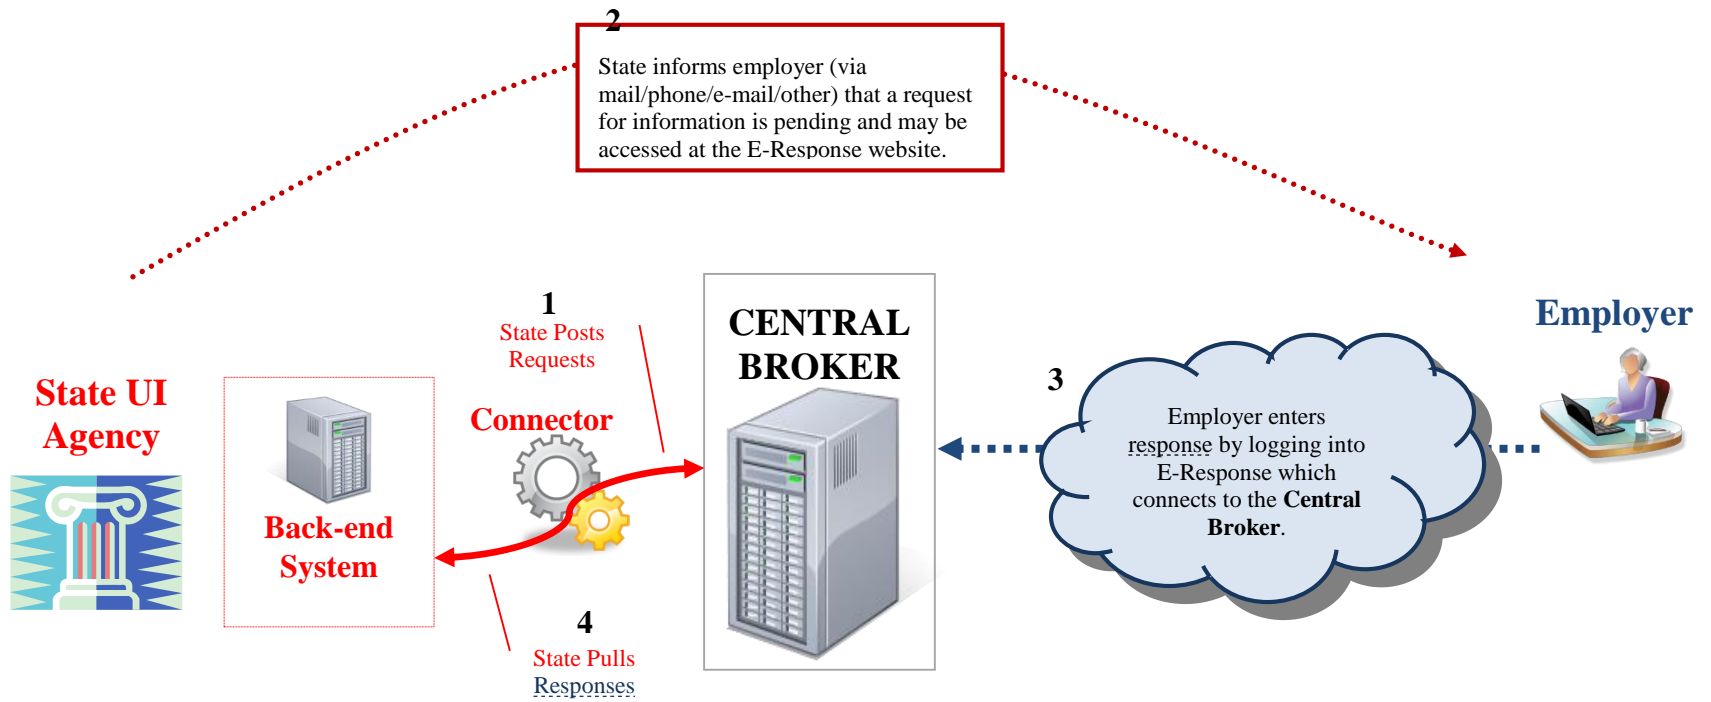 2
State informs employer (via
mail/phone/e-mail/other) that a request
for information is pending and may be
accessed at the E-Response website.
1
State Posts
Requests
CENTRAL
BROKER
Employer
State UI
Agency
Connector
3
Employer enters
response by logging into
E-Response which
connects to the Central
Broker.
Back-end
System
4
State Pulls
Responses